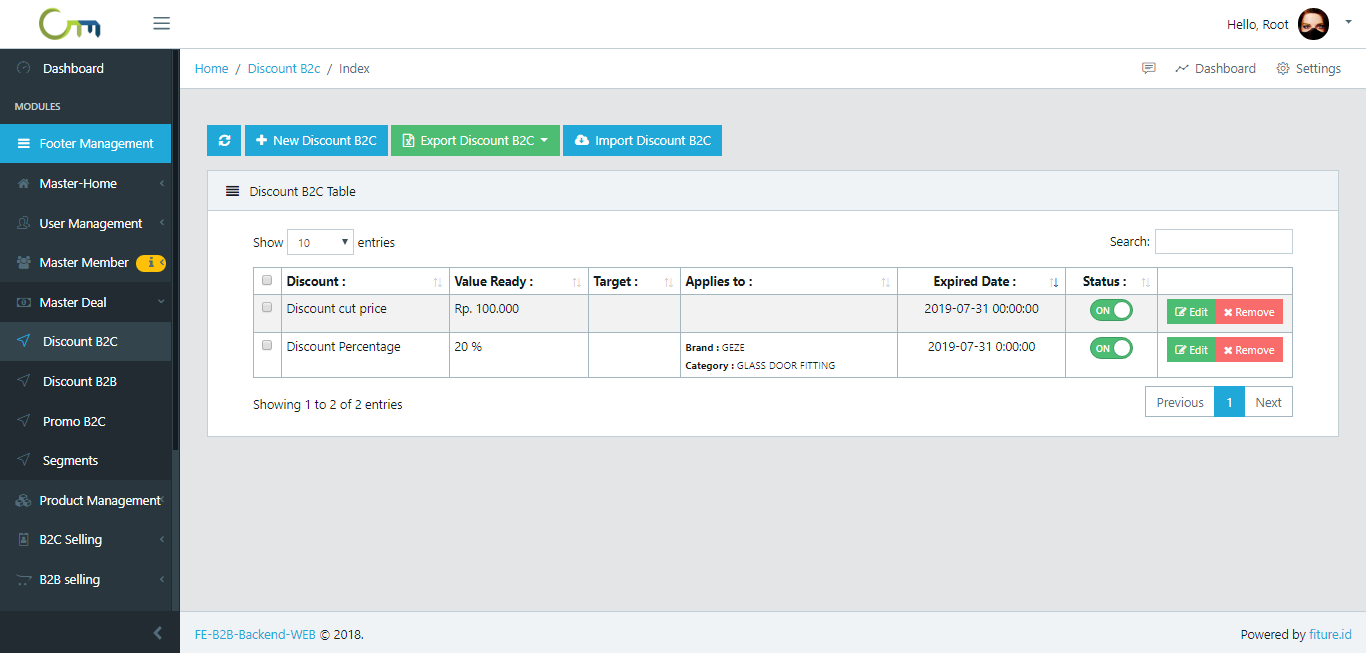 Hello, Root
Dashboard
Home / Discount B2c / Index
Dashboard Settings
MODULES
Footer Management
Master-Home
User Management
Master Member
Master Deal
Discount B2C
Discount B2B
Promo B2C
Segments
Product Management
B2C Selling
B2B selling
New Discount B2C Export Discount B2C Import Discount B2C
Discount B2C Table
Show 10 entries Search:
Discount : Value Ready : Target : Applies to : Expired Date : Status :
Discount cut price Rp. 100.000 2019-07-31 00:00:00 ON Edit Remove
Discount Percentage 20 % Brand : GEZE 2019-07-31 0:00:00 ON Edit Remove
Category : GLASS DOOR FITTING
Showing 1 to 2 of 2 entries Previous 1 Next
FE-B2B-Backend-WEB © 2018. Powered by fiture.id